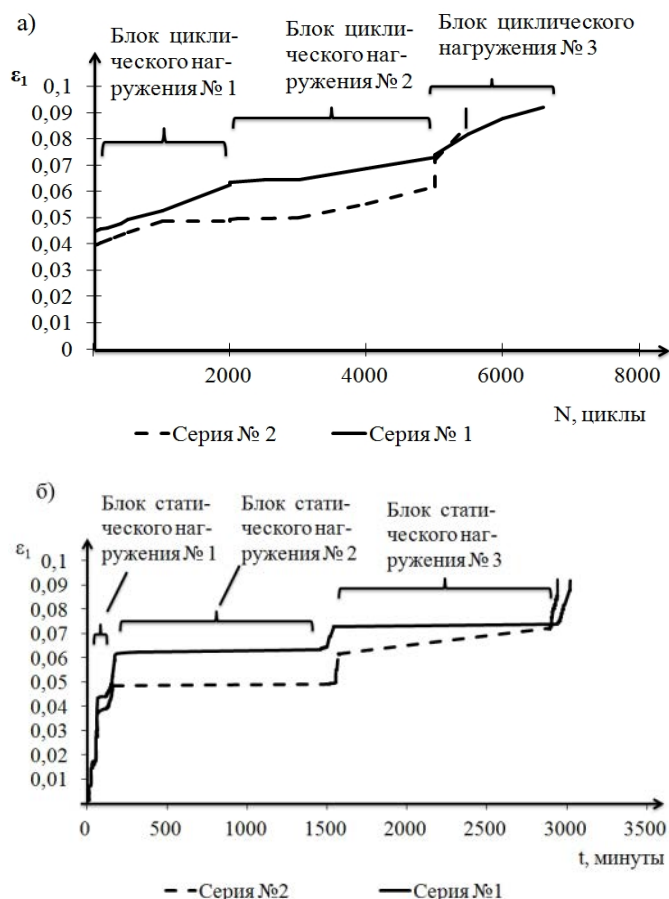 а)
Блок цикли-
ческого наг-
ружения № 1
Блок цикли-
ческого наг-
ружения № 2
Блок циклического
нагружения № 3
ε1
0,1
0,09
0,08
0,07
0,06
0,05
0,04
0,03
0,02
0,01
0
2000
4000
6000
8000
N, циклы
Серия № 2
Серия № 1
б)
Блок стати-
ческого наг-
ружения № 1
Блок стати-
ческого наг-
ружения № 2
Блок стати-
ческого наг-
ружения № 3
ε1
0,1
0,09
0,08
0,07
0,06
0,05
0,04
0,03
0,02
0,01
0
500
1000
1500
2000
2500
3000
3500
t, минуты
Серия №2
Серия №1